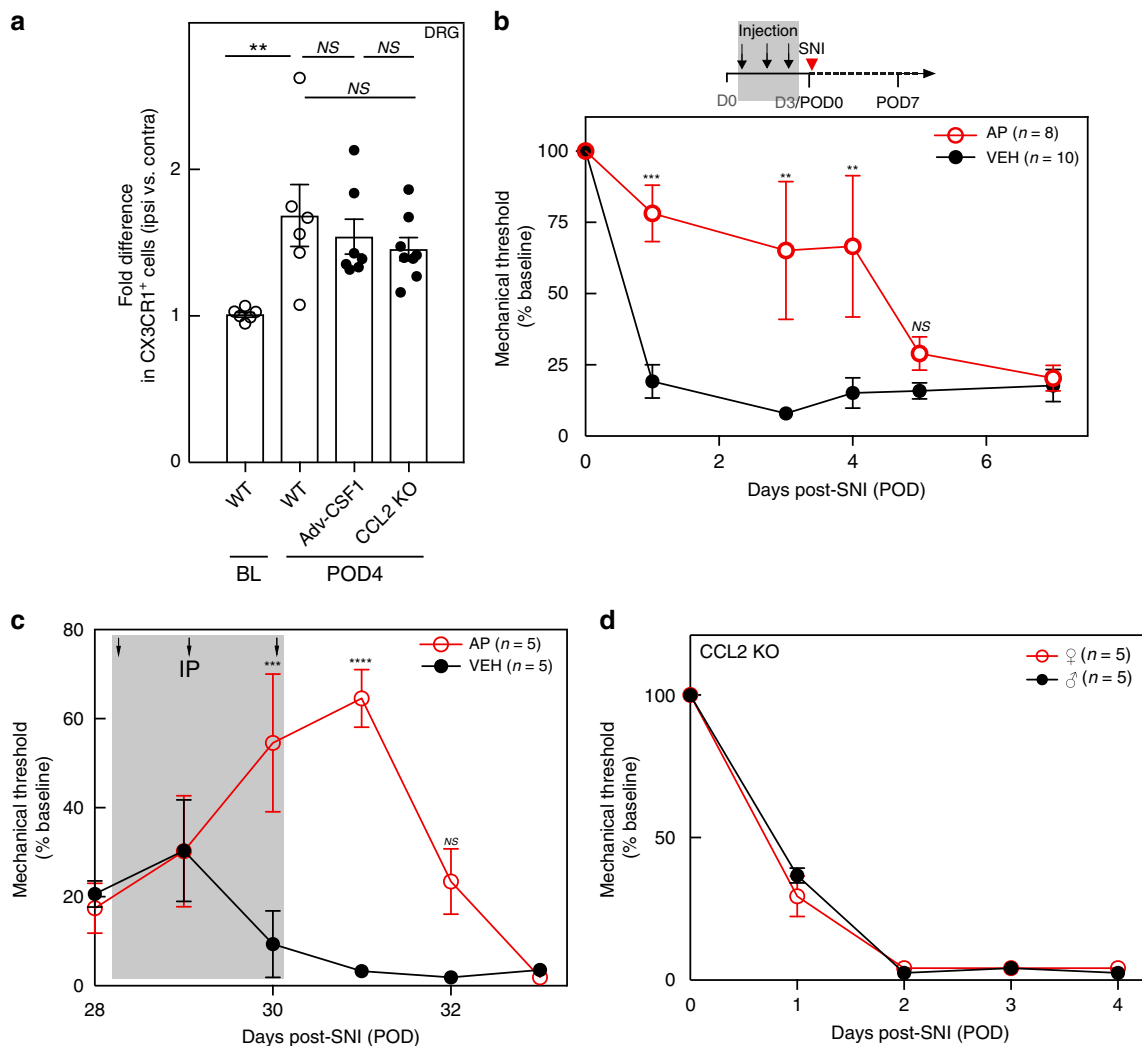 a
DRG
** NS NS
NS
Fold difference
in CX3CR1+ cells (ipsi vs. contra)
2
1
0
WT
WT
Adv-CSF1
CCL2 KO
BL
POD4
b
Injection
SNI
D0
D3/POD0
POD7
AP (n = 8)
VEH (n = 10)
Mechanical threshold
(% baseline)
100
75
50
25
0
***
**
**
NS
0 2 4 6
Days post-SNI (POD)
c
IP
AP (n = 5)
VEH (n = 5)
Mechanical threshold
(% baseline)
80
60
40
20
0
***
****
NS
28 30 32
Days post-SNI (POD)
d
CCL2 KO
♀ (n = 5)
♂ (n = 5)
Mechanical threshold
(% baseline)
100
50
0
0 1 2 3 4
Days post-SNI (POD)